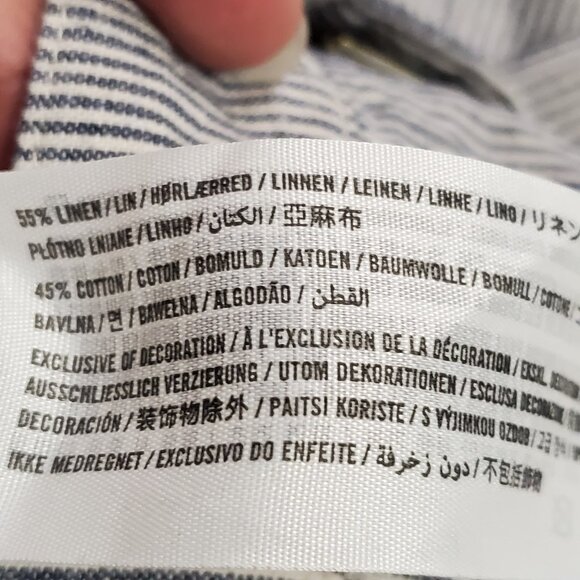 55% LINEN / LIN / HØRLÆRRED / LINNEN / LEINEN / LINNE / LINO / リネン
PŁÓTNO LNIANE / LINHO / الكتان / 亞麻布
45% COTTON / COTON / BOMULD / KATOEN / BAUMWOLLE / BOMULL / COTONE /
BAVLNA / 면 / BAWEŁNA / ALGODÃO / القطن
EXCLUSIVE OF DECORATION / À L'EXCLUSION DE LA DÉCORATION / EKSKL.
AUSSCHLIESSLICH VERZIERUNG / UTOM DEKORATIONEN / ESCLUSA
DECORACIÓN / 装飾物除外 / PAITSI KORISTE / S VÝJIMKOU OZDOB /
IKKE MEDREGNET / EXCLUSIVO DO ENFEITE / دون زخرفة / 不包括飾物